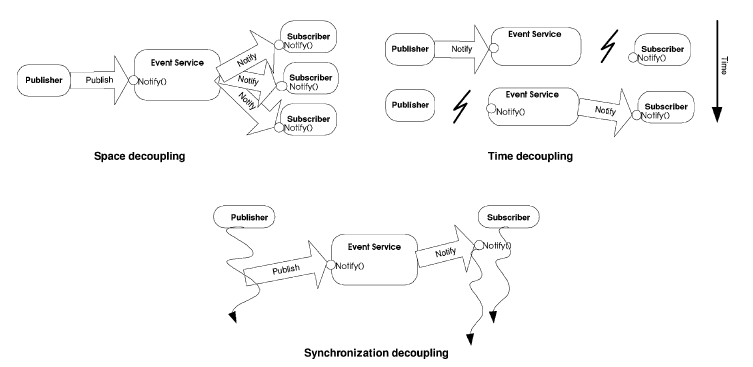 Publisher
Publish
Event Service
Notify()
Notify
Notify
Notify
Subscriber
Notify()
Subscriber
Notify()
Subscriber
Notify()
Space decoupling
Publisher
Notify
Event Service
Subscriber
Notify()
Time
Publisher
Event Service
Notify()
Notify
Subscriber
Notify()
Time decoupling
Publisher
Publish
Event Service
Notify()
Notify
Subscriber
Notify()
Synchronization decoupling